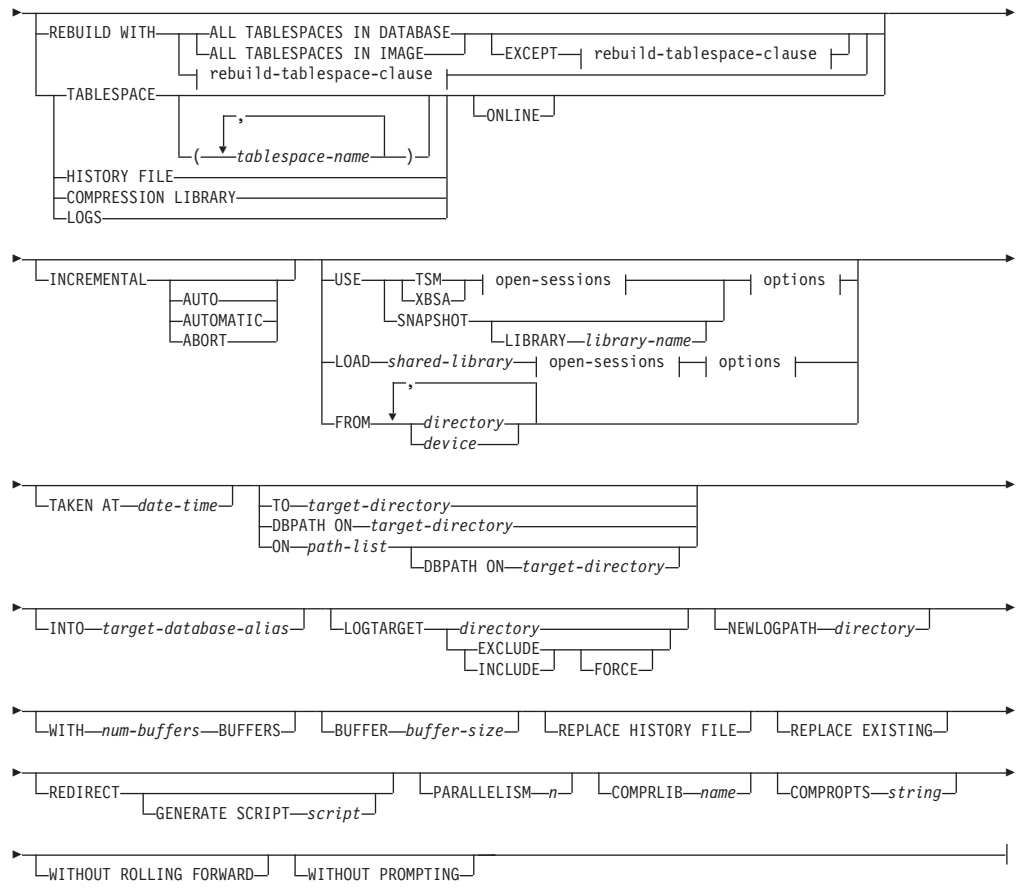 REBUILD WITH ALL TABLESPACES IN DATABASE
ALL TABLESPACES IN IMAGE EXCEPT rebuild-tablespace-clause
rebuild-tablespace-clause
TABLESPACE
, ONLINE
( tablespace-name )
HISTORY FILE
COMPRESSION LIBRARY
LOGS
INCREMENTAL USE TSM open-sessions options
AUTO XBSA
AUTOMATIC SNAPSHOT
ABORT LIBRARY library-name
LOAD shared-library open-sessions options
,
FROM directory
device
TAKEN AT date-time TO target-directory
DBPATH ON target-directory
ON path-list
DBPATH ON target-directory
INTO target-database-alias LOGTARGET directory NEWLOGPATH directory
EXCLUDE
INCLUDE FORCE
WITH num-buffers BUFFERS BUFFER buffer-size REPLACE HISTORY FILE REPLACE EXISTING
REDIRECT PARALLELISM n COMPRLIB name COMPROPTS string
GENERATE SCRIPT script
WITHOUT ROLLING FORWARD WITHOUT PROMPTING